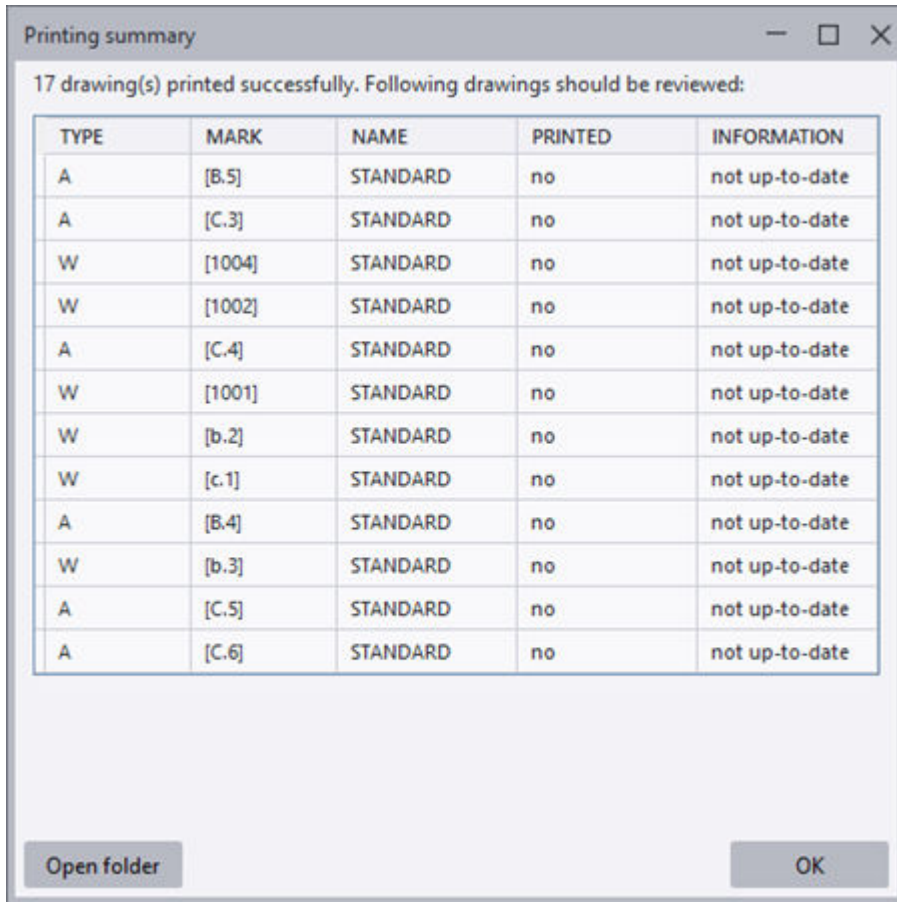 Printing summary
17 drawing(s) printed successfully. Following drawings should be reviewed:
TYPE MARK NAME PRINTED INFORMATION
A [B.5] STANDARD no not up-to-date
A [C.3] STANDARD no not up-to-date
W [1004] STANDARD no not up-to-date
W [1002] STANDARD no not up-to-date
A [C.4] STANDARD no not up-to-date
W [1001] STANDARD no not up-to-date
W [b.2] STANDARD no not up-to-date
W [c.1] STANDARD no not up-to-date
A [B.4] STANDARD no not up-to-date
W [b.3] STANDARD no not up-to-date
A [C.5] STANDARD no not up-to-date
A [C.6] STANDARD no not up-to-date
Open folder OK